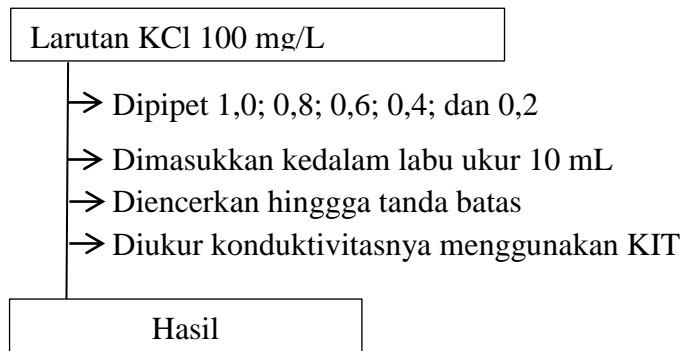 Larutan KCl 100 mg/L
Dipipet 1,0; 0,8; 0,6; 0,4; dan 0,2
Dimasukkan kedalam labu ukur 10 mL
Diencerkan hinggga tanda batas
Diukur konduktivitasnya menggunakan KIT
Hasil